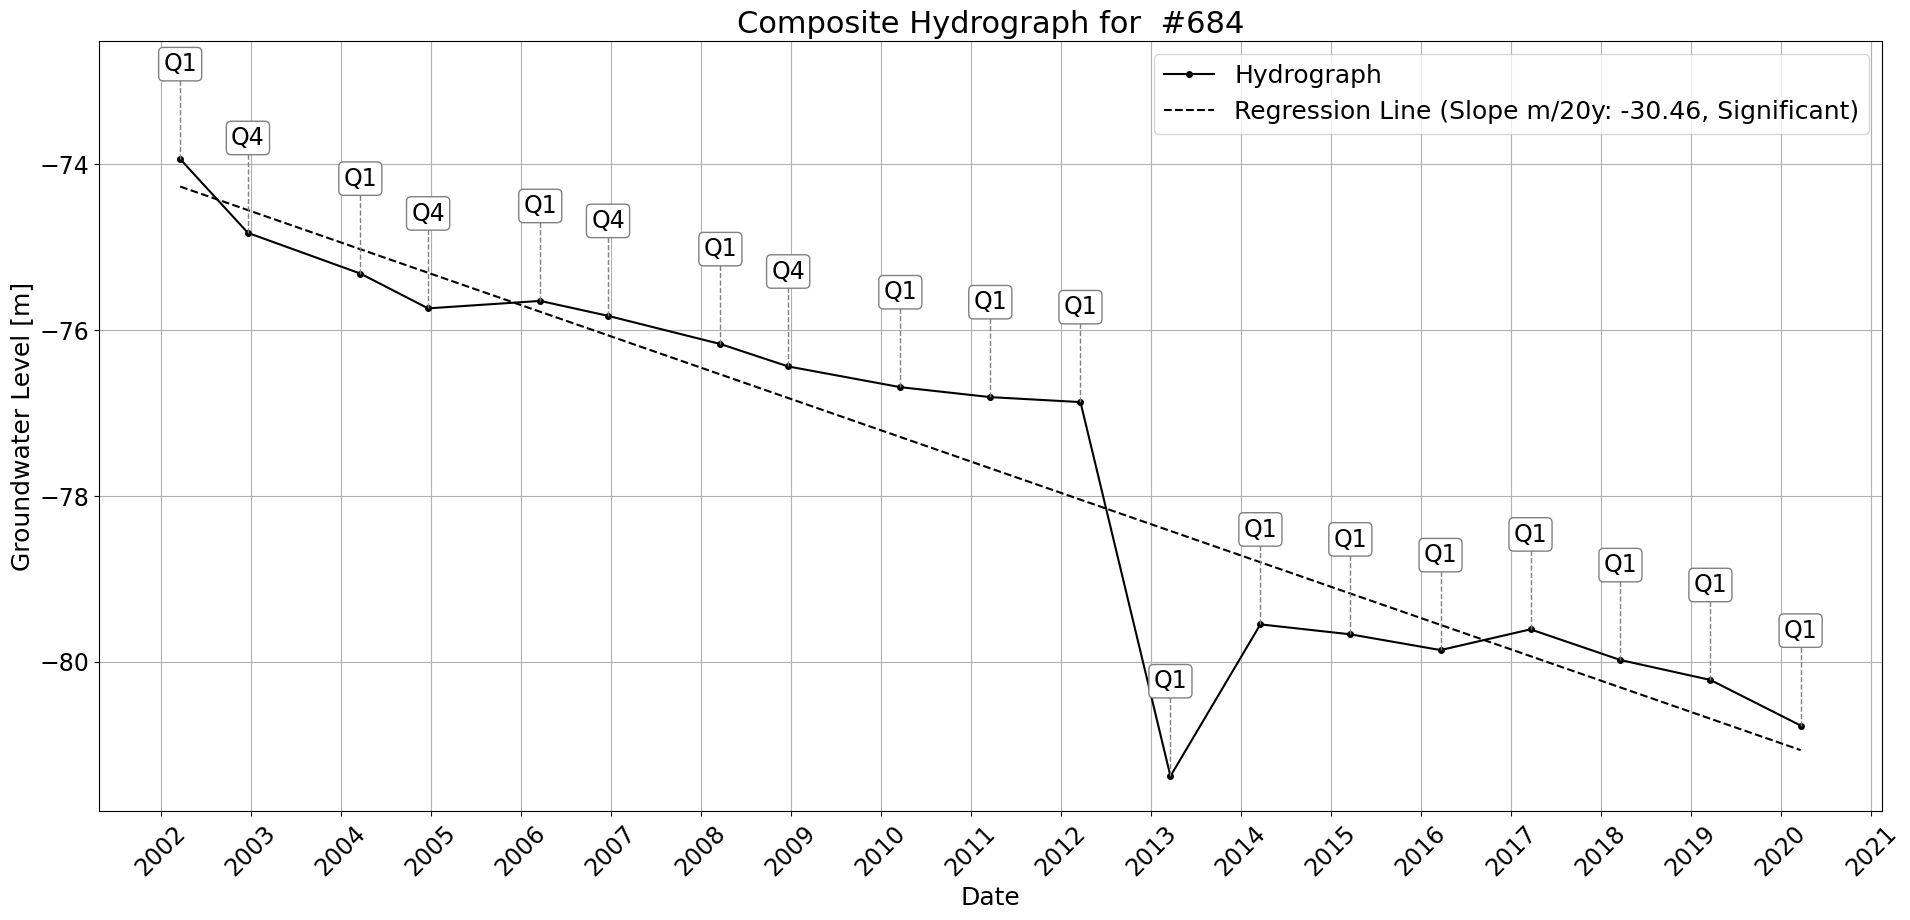 Composite Hydrograph for  #684
Hydrograph
Regression Line (Slope m/20y: -30.46, Significant)
Q1
Q4
Q1
Q4
Q1
Q4
Q1
Q4
Q1
Q1
Q1
Q1
Q1
Q1
Q1
Q1
Q1
Q1
Q1
Groundwater Level [m]
−74
−76
−78
−80
2002
2003
2004
2005
2006
2007
2008
2009
2010
2011
2012
2013
2014
2015
2016
2017
2018
2019
2020
2021
Date